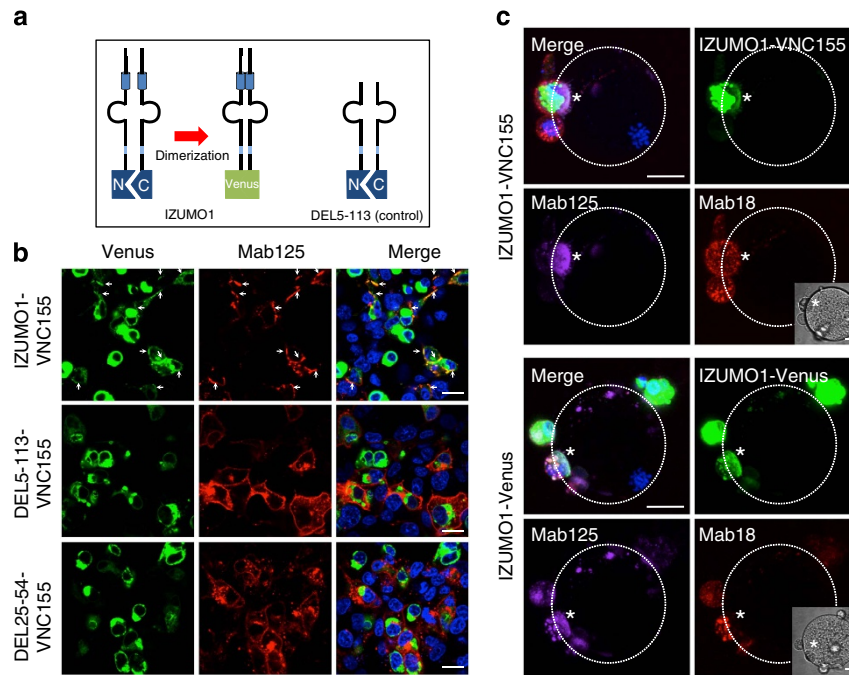 a
N C
Dimerization
Venus
IZUMO1
DEL5-113 (control)
b
Venus
Mab125
Merge
IZUMO1-
VNC155
DEL5-113-
VNC155
DEL25-54-
VNC155
c
IZUMO1-VNC155
Merge
IZUMO1-VNC155
Mab125
Mab18
IZUMO1-Venus
Merge
IZUMO1-Venus
Mab125
Mab18